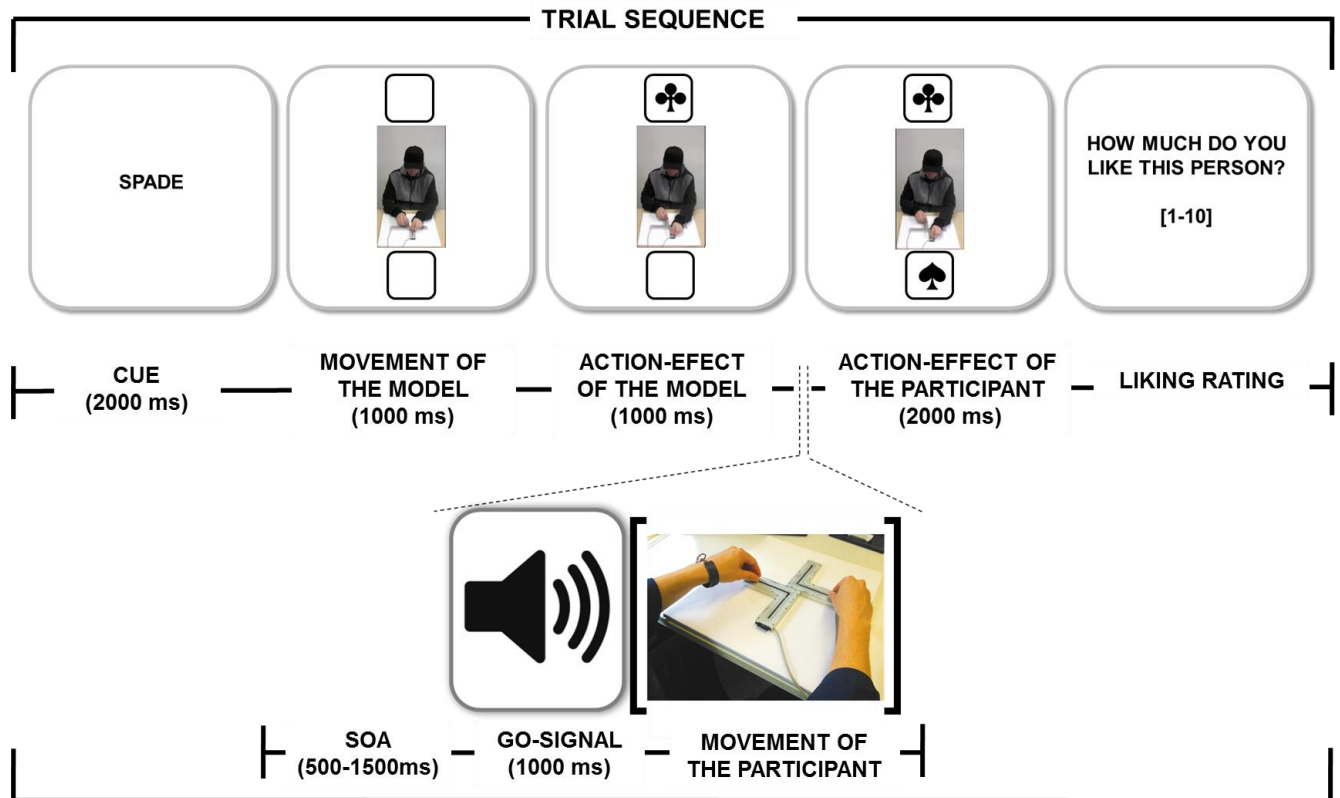 TRIAL SEQUENCE
SPADE
HOW MUCH DO YOU
LIKE THIS PERSON?
[1-10]
CUE
(2000 ms)
MOVEMENT OF
THE MODEL
(1000 ms)
ACTION-EFECT
OF THE MODEL
(1000 ms)
ACTION-EFFECT OF
THE PARTICIPANT
(2000 ms)
LIKING RATING
SOA
(500-1500ms)
GO-SIGNAL
(1000 ms)
MOVEMENT OF
THE PARTICIPANT